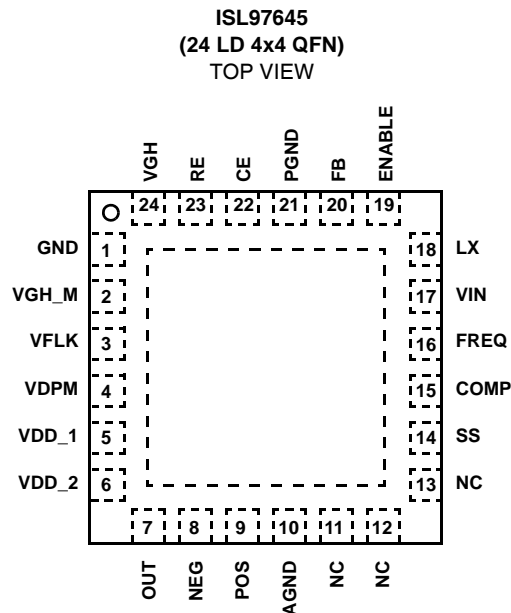 ISL97645
(24 LD 4x4 QFN)
TOP VIEW
VGH
RE
CE
PGND
FB
ENABLE
24 23 22 21 20 19
GND 1
VGH_M 2
VFLK 3
VDPM 4
VDD_1 5
VDD_2 6
18 LX
17 VIN
16 FREQ
15 COMP
14 SS
13 NC
7 8 9 10 11 12
OUT
NEG
POS
AGND
NC
NC